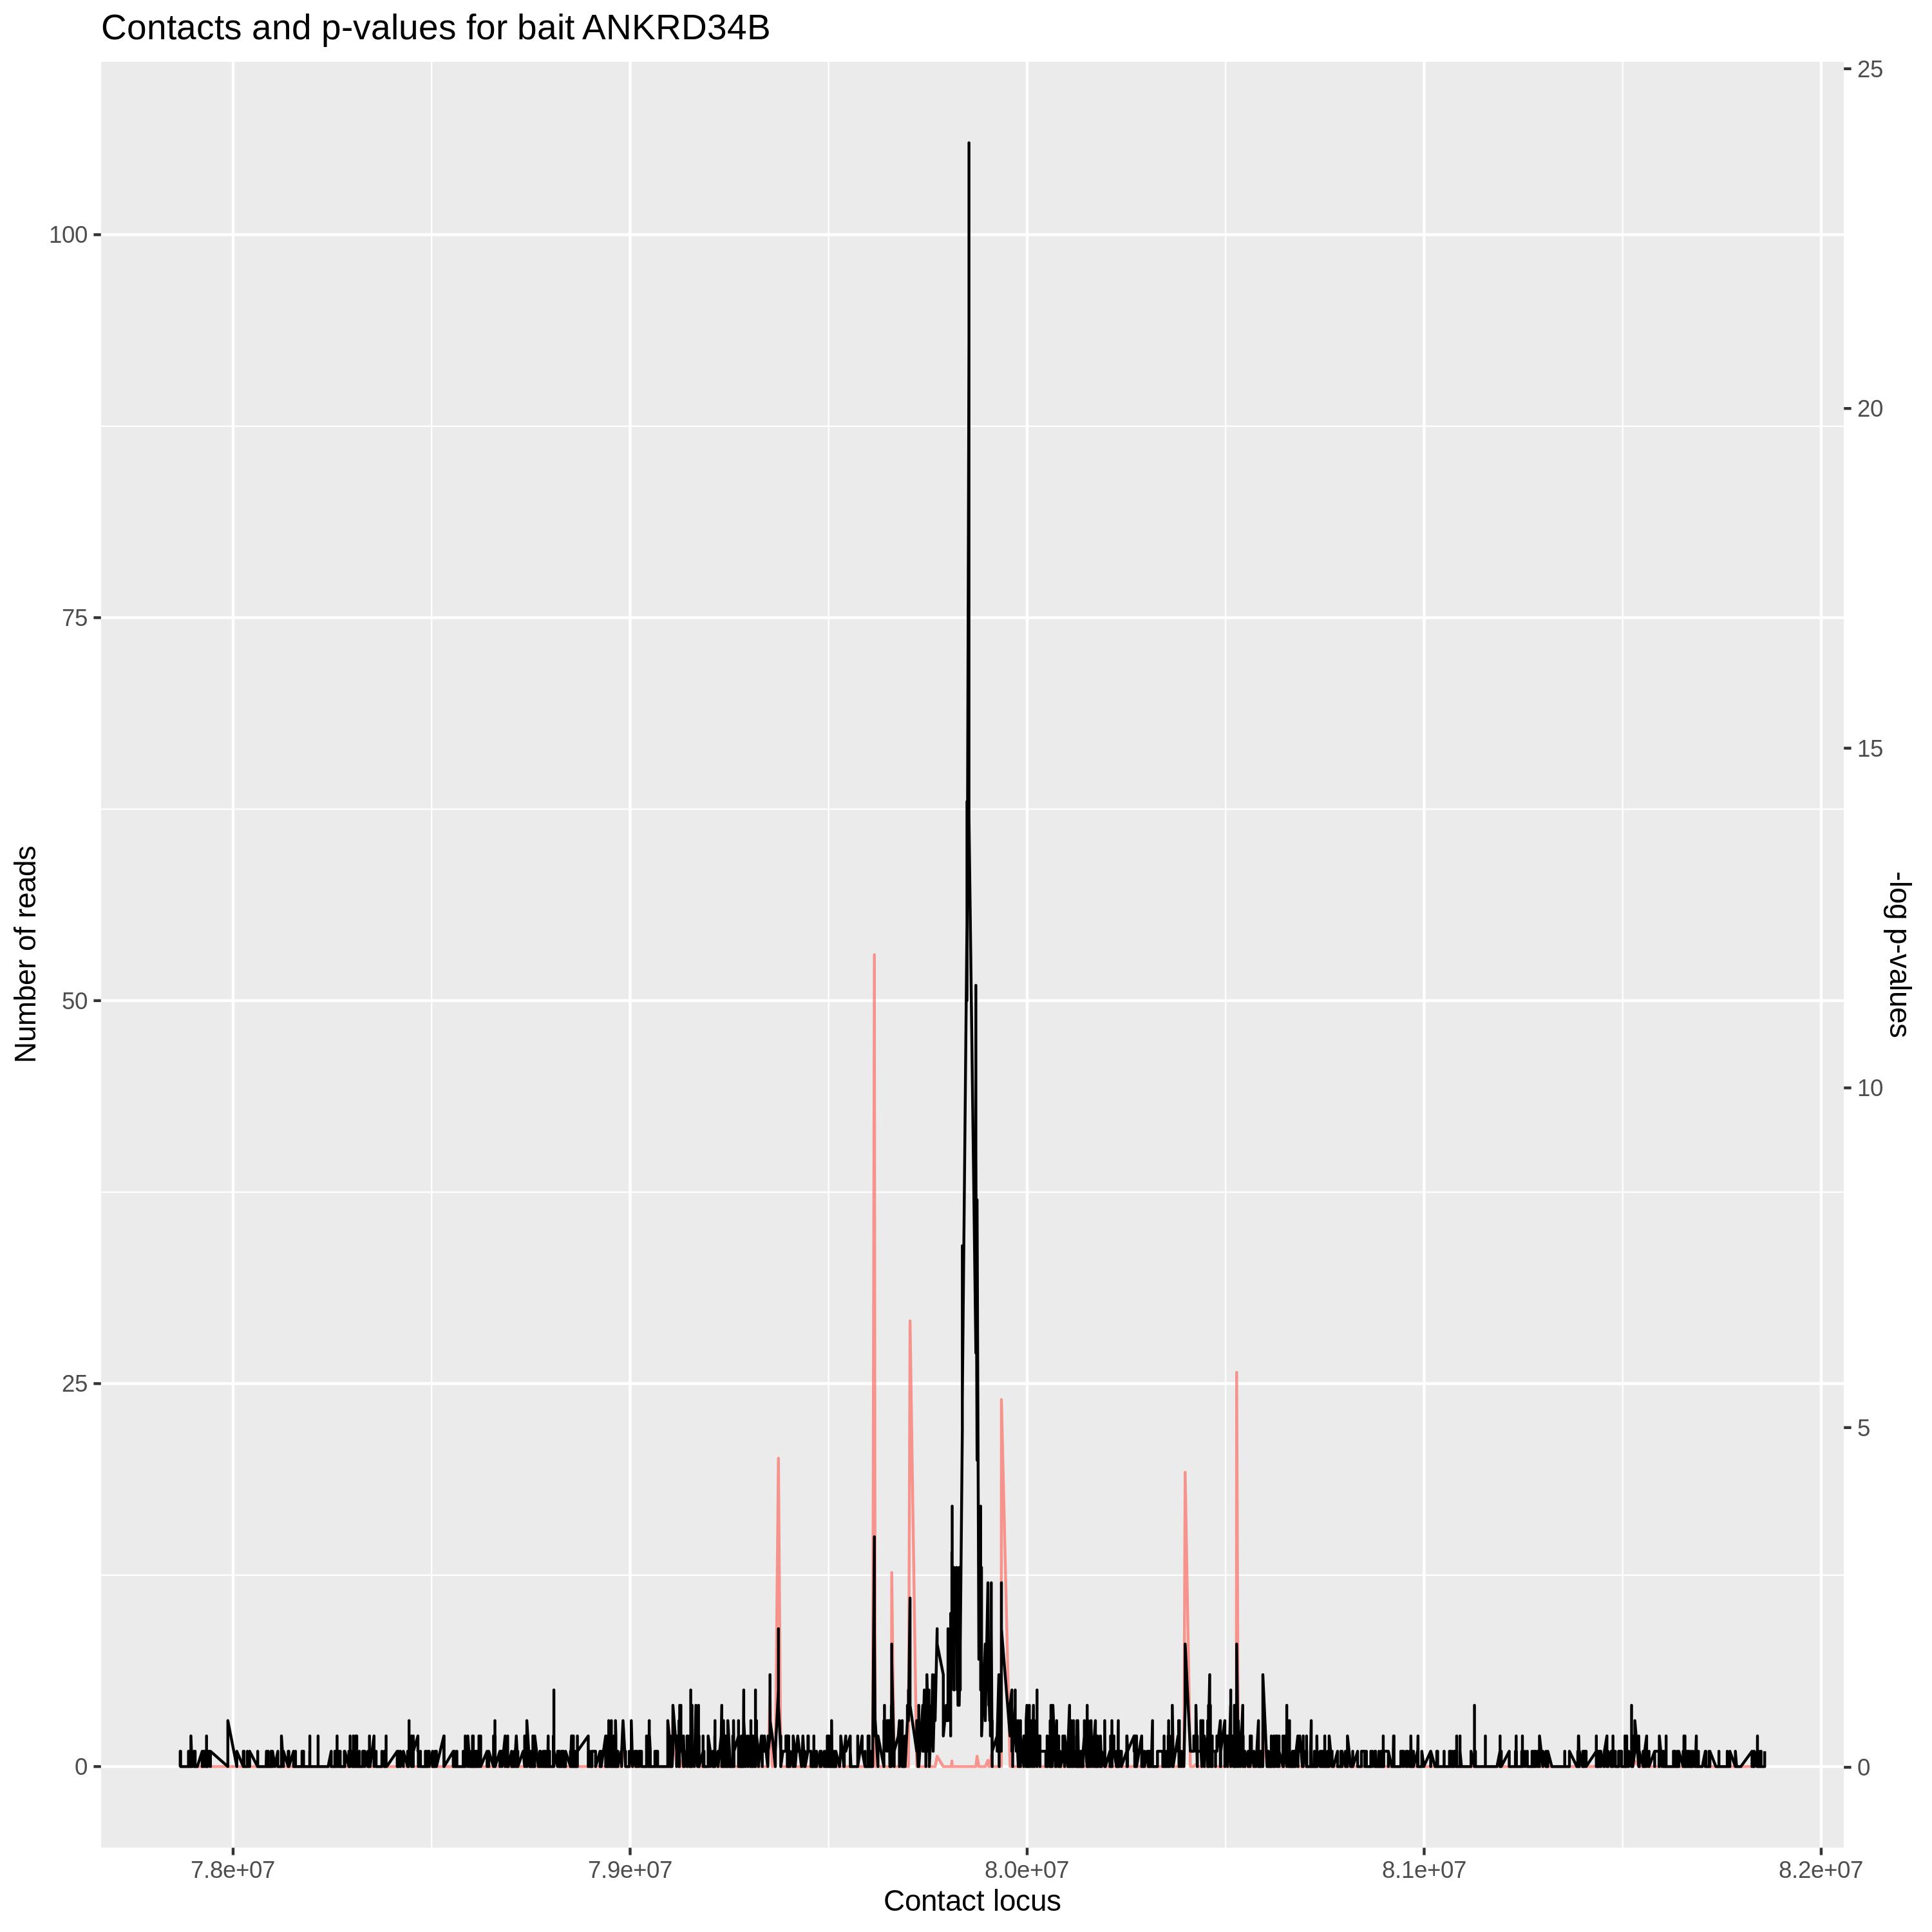 Contacts and p-values for bait ANKRD34B
25
100
20
75
15
Number of reads
-log p-values
50
10
25
5
0
0
7.8e+07
7.9e+07
8.0e+07
8.1e+07
8.2e+07
Contact locus